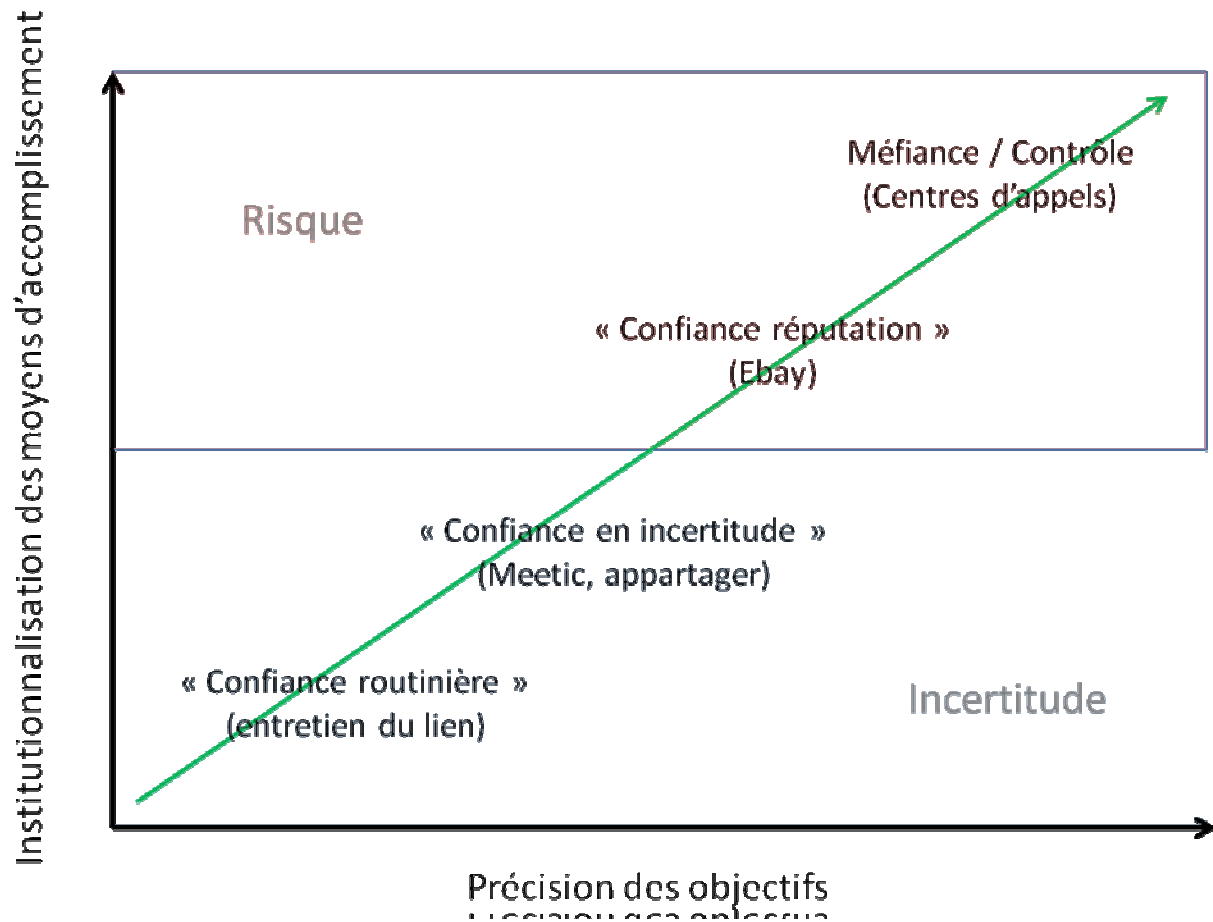 Institutionnalisation des moyens d'accomplissement
Méfiance / Contrôle
(Centres d'appels)
Risque
« Confiance réputation »
(Ebay)
« Confiance en incertitude »
(Meetic, appartager)
« Confiance routinière »
(entretien du lien)
Incertitude
Précision des objectifs